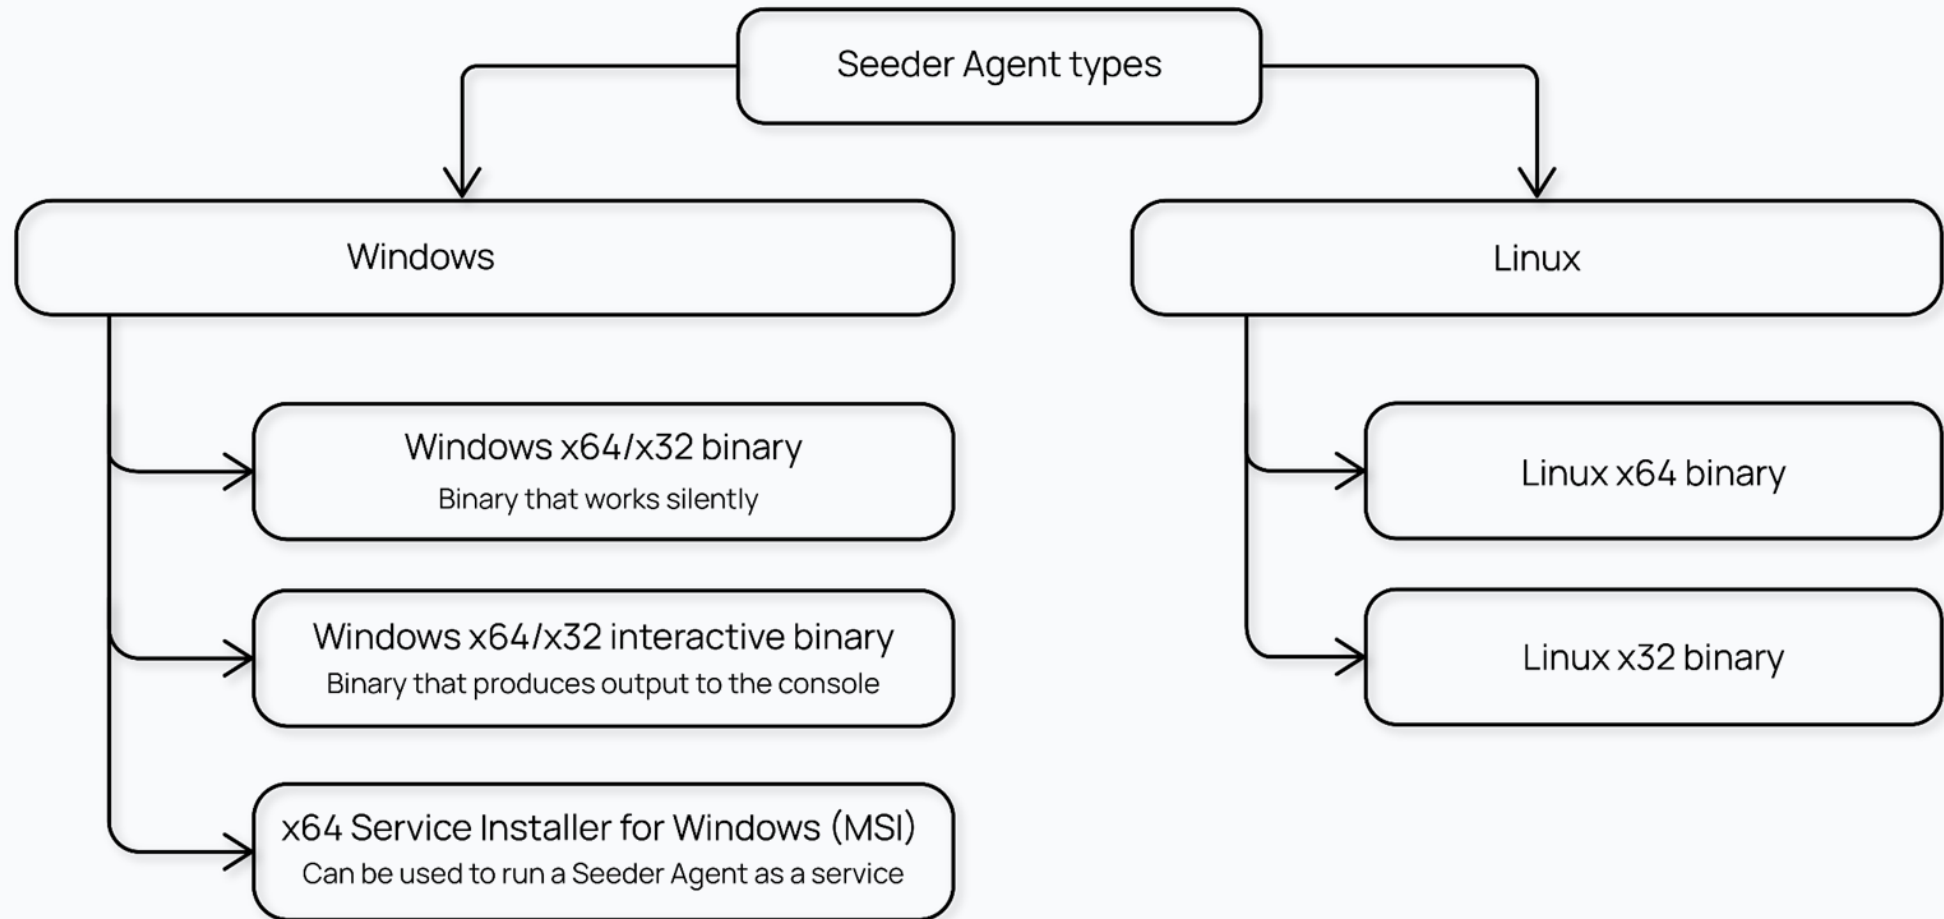 Seeder Agent types
Windows
Linux
Windows x64/x32 binary
Binary that works silently
Windows x64/x32 interactive binary
Binary that produces output to the console
x64 Service Installer for Windows (MSI)
Can be used to run a Seeder Agent as a service
Linux x64 binary
Linux x32 binary